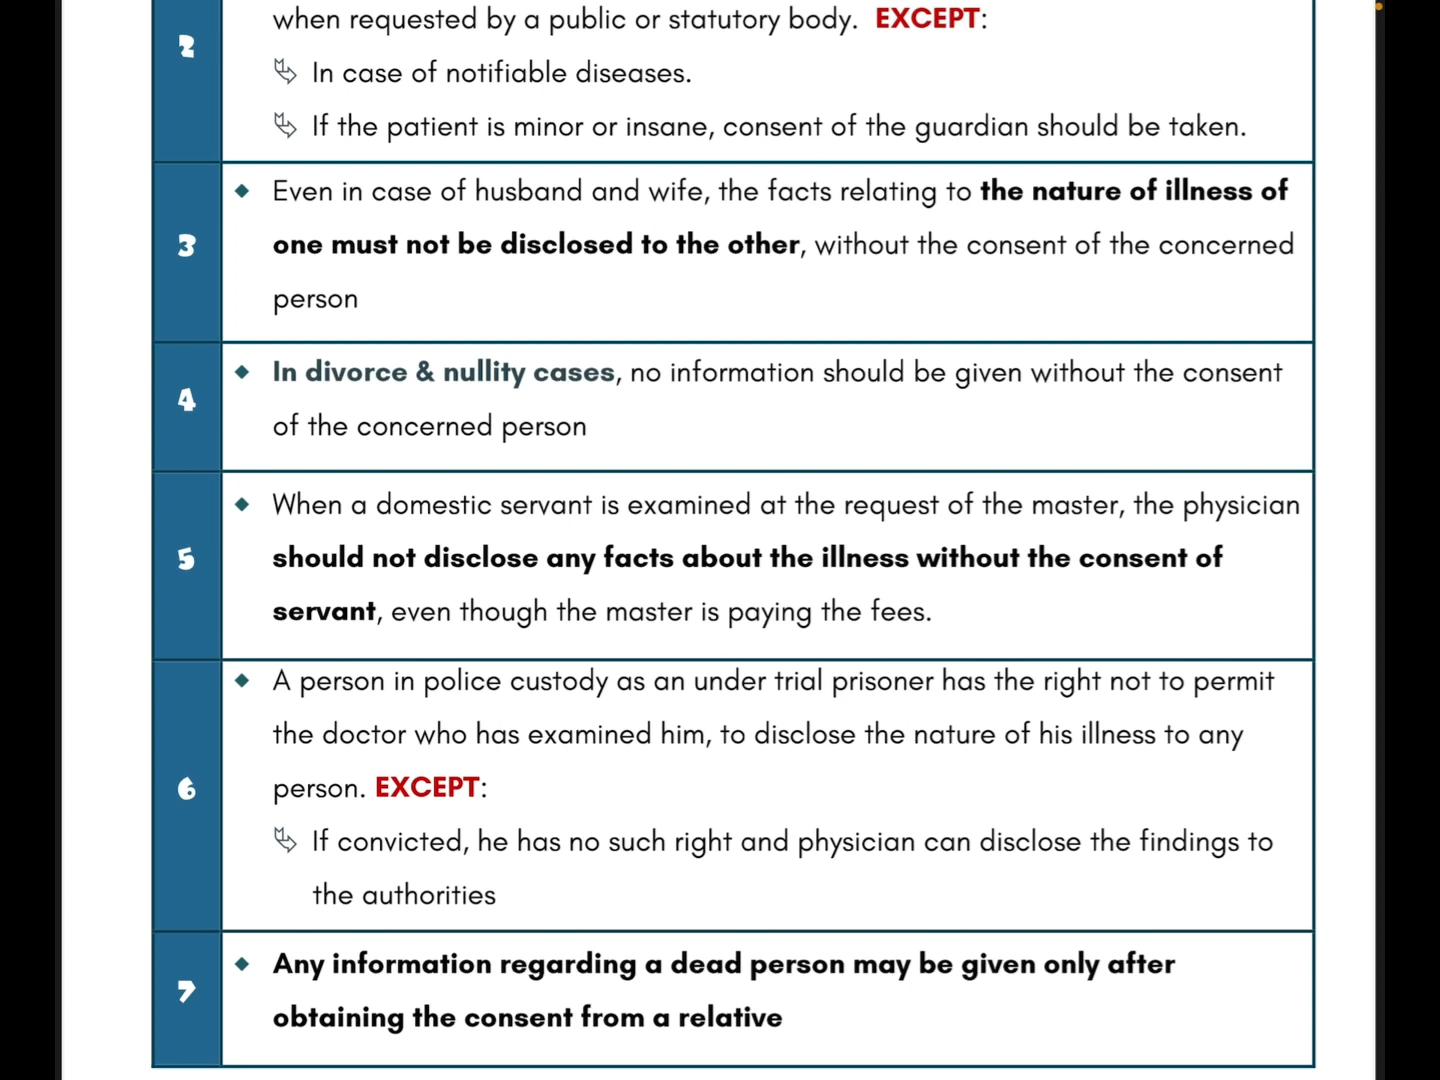 2
when requested by a public or statutory body. EXCEPT:
In case of notifiable diseases.
If the patient is minor or insane, consent of the guardian should be taken.
3
Even in case of husband and wife, the facts relating to the nature of illness of
one must not be disclosed to the other, without the consent of the concerned
person
4
In divorce & nullity cases, no information should be given without the consent
of the concerned person
5
When a domestic servant is examined at the request of the master, the physician
should not disclose any facts about the illness without the consent of
servant, even though the master is paying the fees.
6
A person in police custody as an under trial prisoner has the right not to permit
the doctor who has examined him, to disclose the nature of his illness to any
person. EXCEPT:
If convicted, he has no such right and physician can disclose the findings to
the authorities
7
Any information regarding a dead person may be given only after
obtaining the consent from a relative